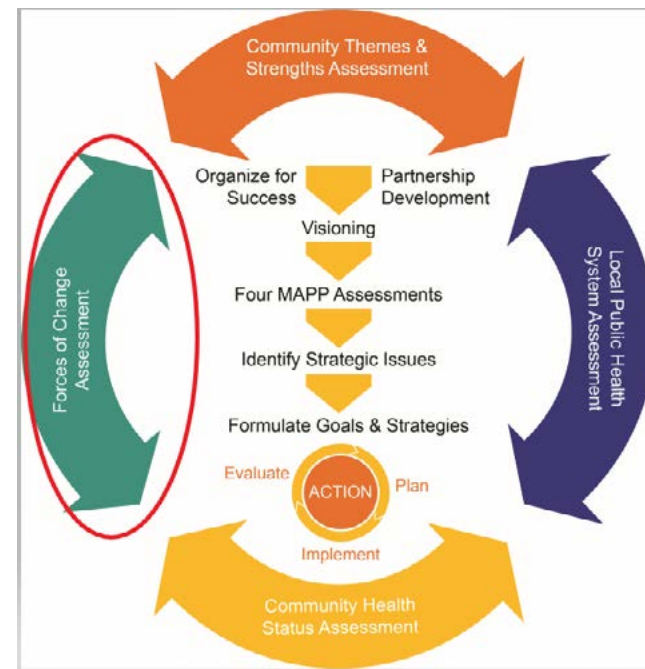 Community Themes &
Strengths Assessment
Organize for
Success
Partnership
Development
Visioning
Four MAPP Assessments
Identify Strategic Issues
Formulate Goals & Strategies
Evaluate
ACTION
Plan
Implement
Forces of Change
Assessment
Local Public Health
System Assessment
Community Health
Status Assessment